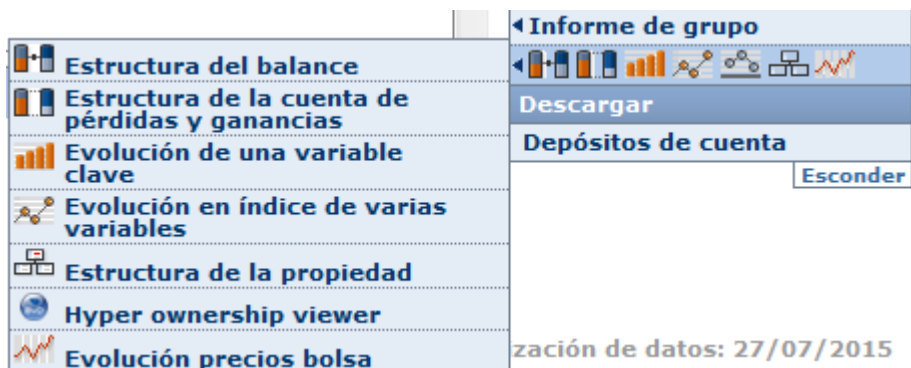 Estructura del balance
Estructura de la cuenta de
pérdidas y ganancias
Evolución de una variable
clave
Evolución en índice de varias
variables
Estructura de la propiedad
Hyper ownership viewer
Evolución precios bolsa
Informe de grupo
Descargar
Depósitos de cuenta
Esconder
zación de datos: 27/07/2015